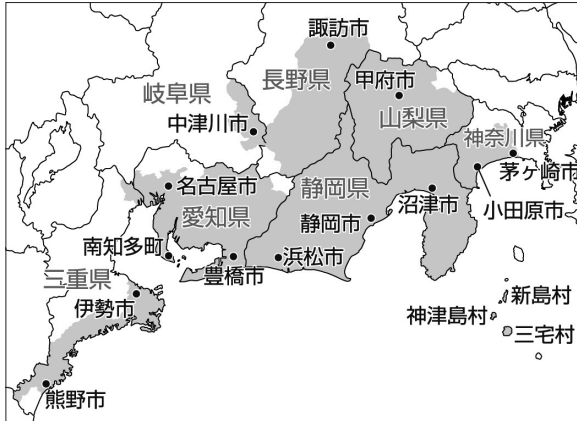 諏訪市
長野県
岐阜県
甲府市
山梨県
中津川市
神奈川県
茅ヶ崎市
名古屋市
静岡県
沼津市
小田原市
愛知県
静岡市
南知多町
豊橋市
浜松市
三重県
伊勢市
新島村
神津島村
三宅村
熊野市